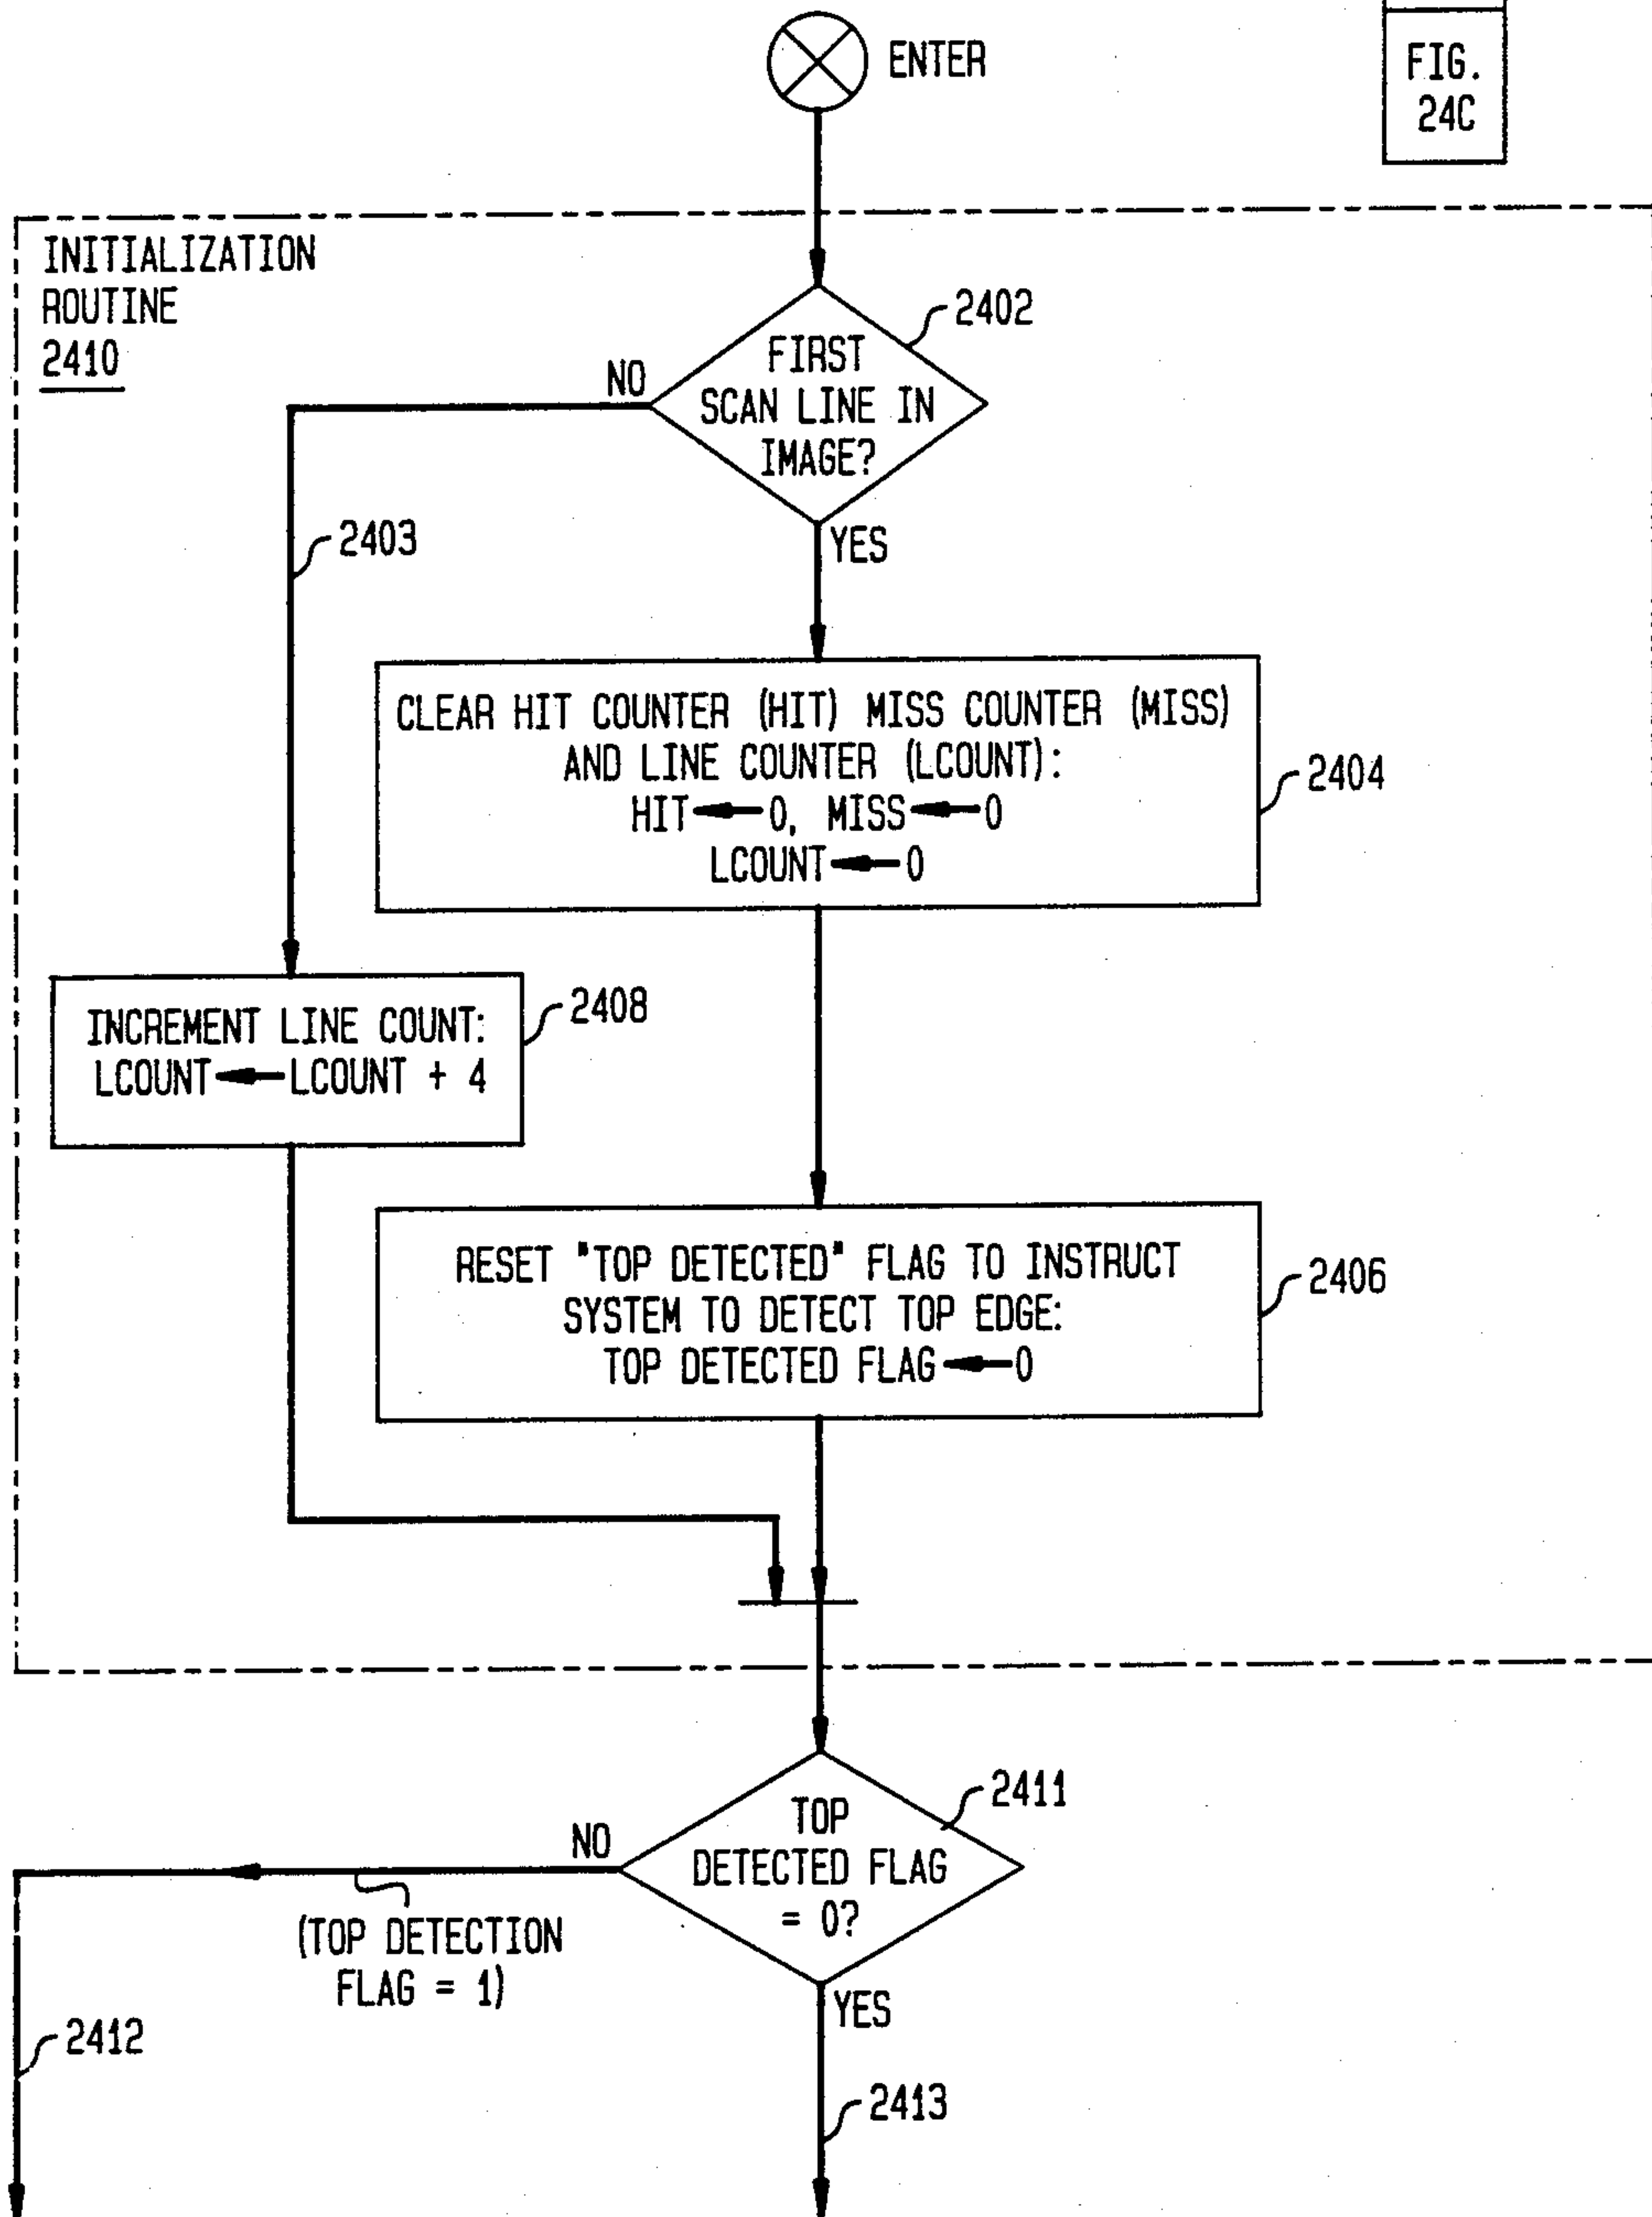 ENTER
FIG.
24C
INITIALIZATION
ROUTINE
2410
2402
FIRST
SCAN LINE IN
IMAGE?
NO
YES
2403
CLEAR HIT COUNTER (HIT) MISS COUNTER (MISS)
AND LINE COUNTER (LCOUNT):
HIT←0, MISS←0
LCOUNT←0
2404
INCREMENT LINE COUNT:
LCOUNT←LCOUNT + 4
2408
RESET "TOP DETECTED" FLAG TO INSTRUCT
SYSTEM TO DETECT TOP EDGE:
TOP DETECTED FLAG←0
2406
2411
TOP
DETECTED FLAG
= 0?
NO
(TOP DETECTION
FLAG = 1)
YES
2412
2413